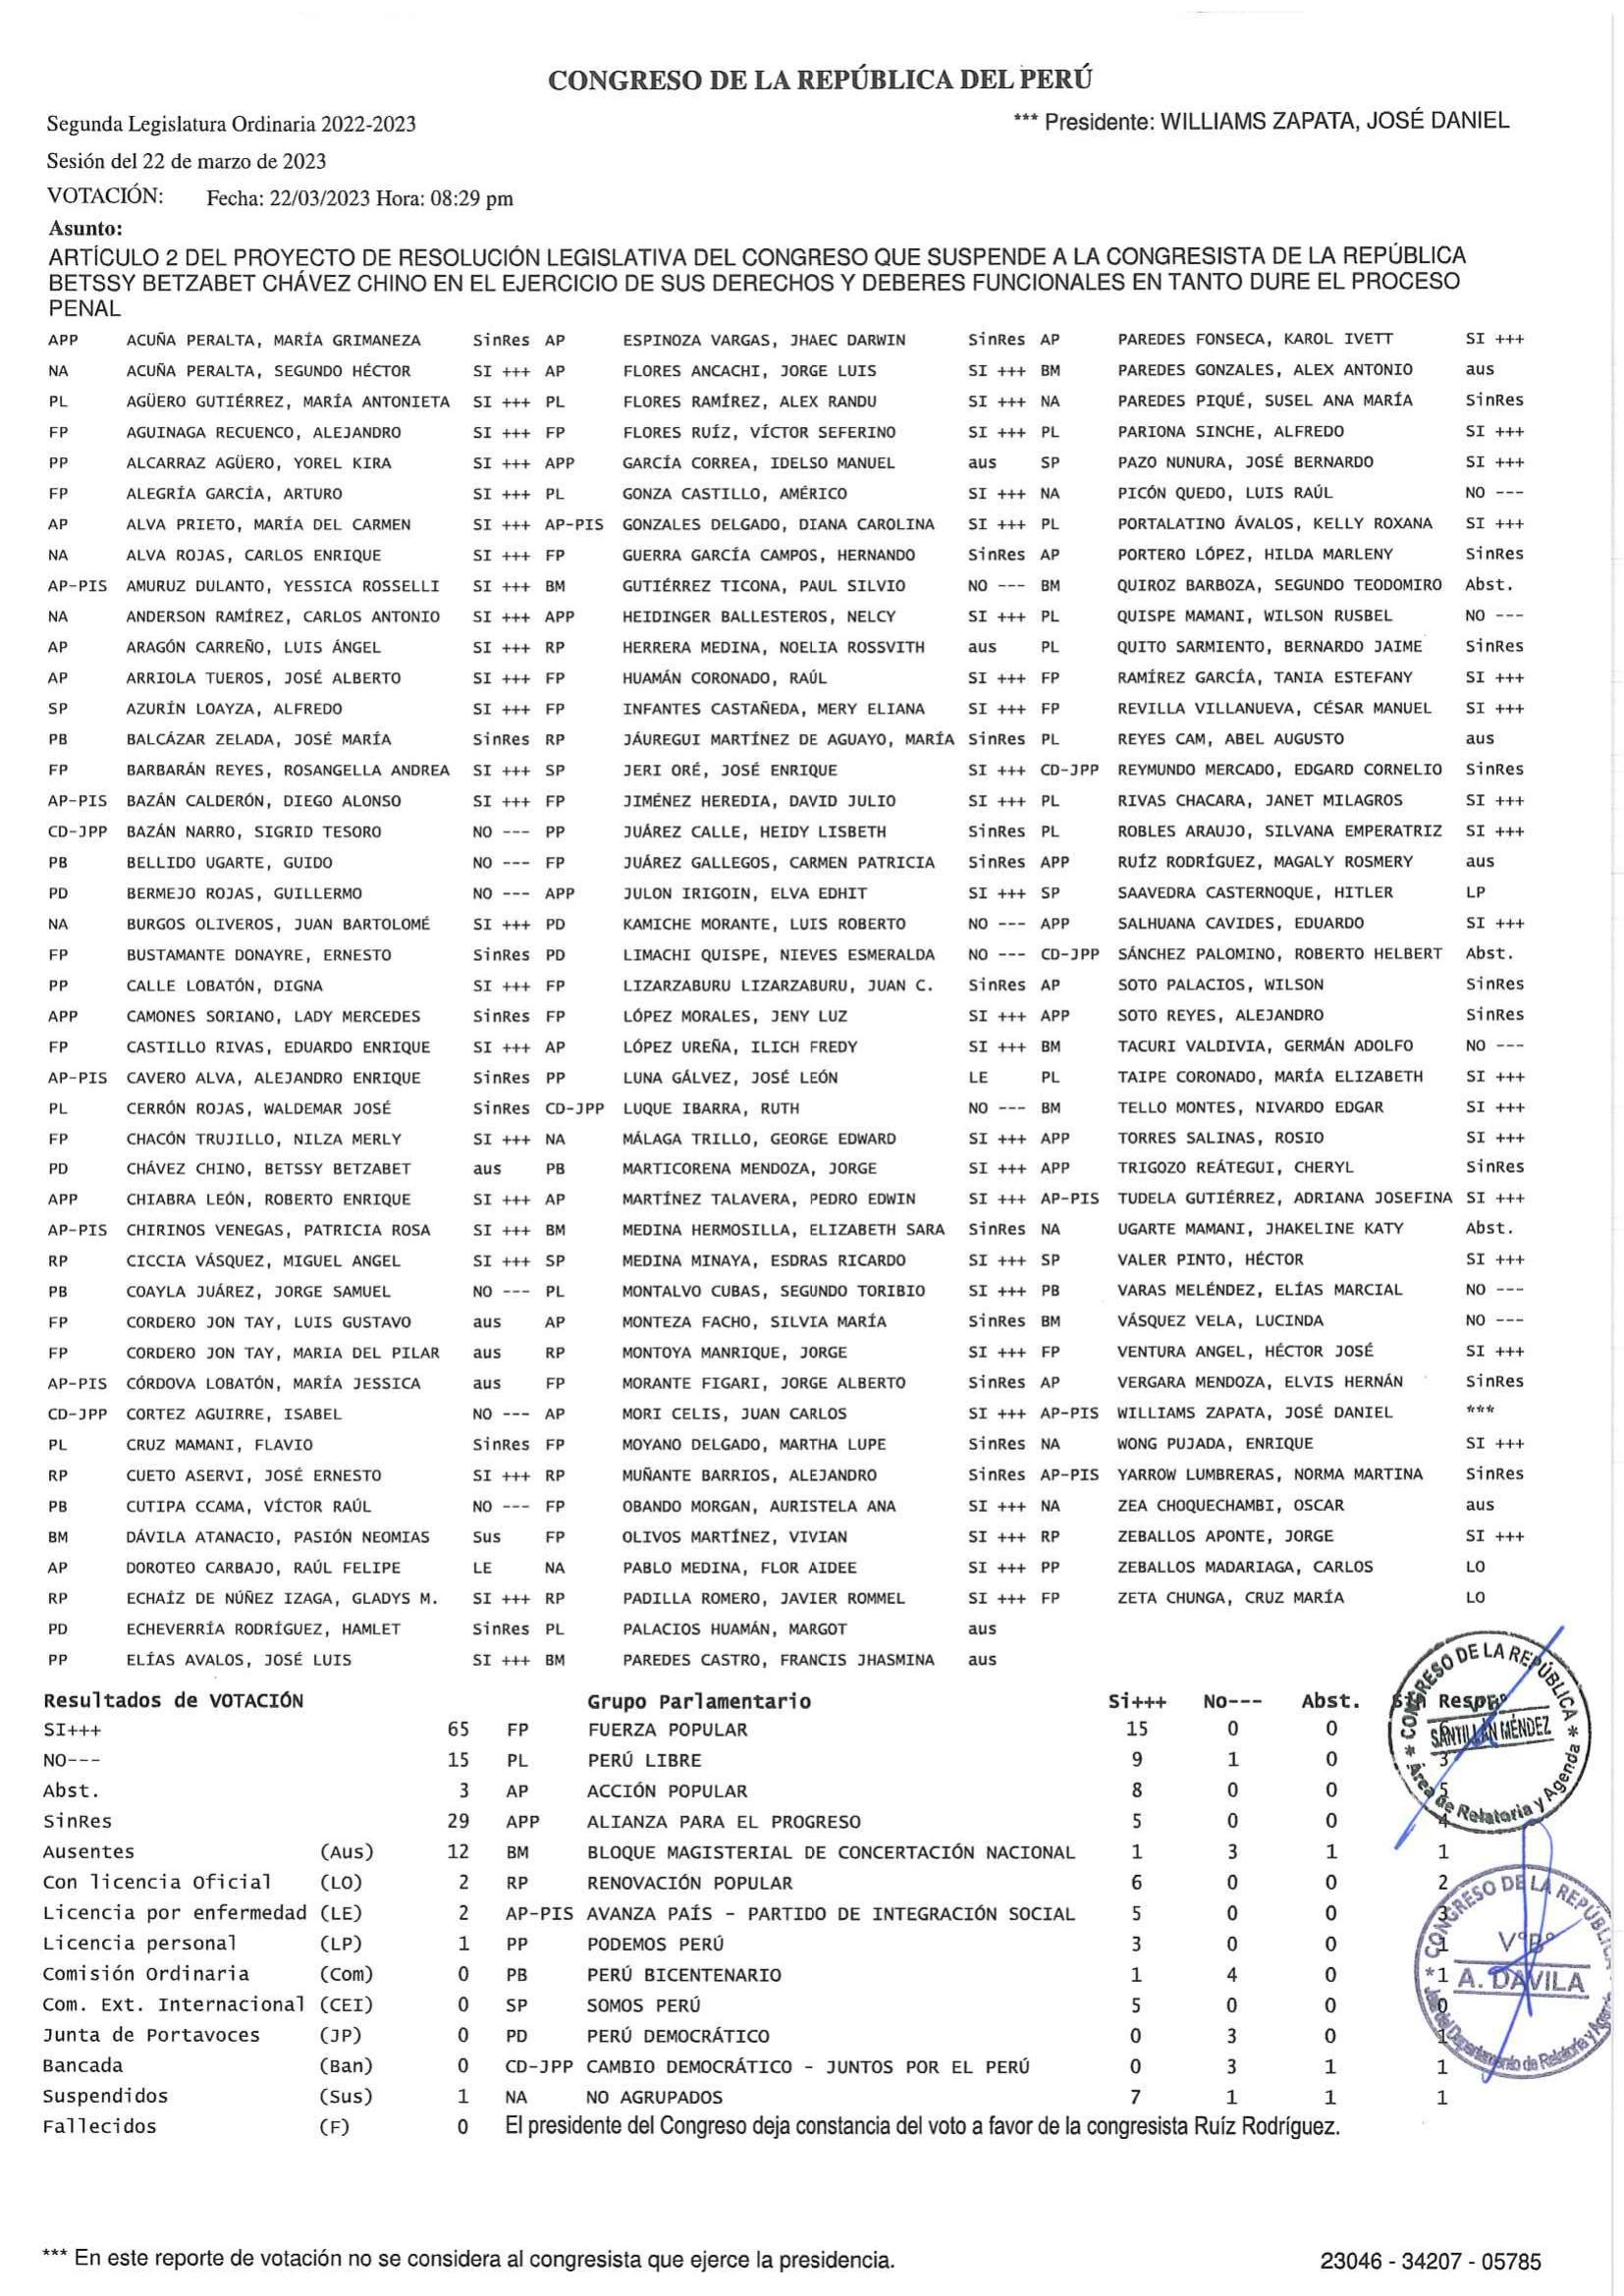 CONGRESO DE LA REPÚBLICA DEL PERÚ
Segunda Legislatura Ordinaria 2022-2023 *** Presidente: WILLIAMS ZAPATA, JOSÉ DANIEL
Sesión del 22 de marzo de 2023
VOTACIÓN: Fecha: 22/03/2023 Hora: 08:29 pm
Asunto:
ARTÍCULO 2 DEL PROYECTO DE RESOLUCIÓN LEGISLATIVA DEL CONGRESO QUE SUSPENDE A LA CONGRESISTA DE LA REPÚBLICA
BETSSY BETZABET CHÁVEZ CHINO EN EL EJERCICIO DE SUS DERECHOS Y DEBERES FUNCIONALES EN TANTO DURE EL PROCESO
PENAL
APP ACUÑA PERALTA, MARÍA GRIMANEZA SinRes AP ESPINOZA VARGAS, JHAEC DARWIN SinRes AP PAREDES FONSECA, KAROL IVETT SI +++
NA ACUÑA PERALTA, SEGUNDO HÉCTOR SI +++ AP FLORES ANCACHI, JORGE LUIS SI +++ BM PAREDES GONZALES, ALEX ANTONIO aus
PL AGÜERO GUTIÉRREZ, MARÍA ANTONIETA SI +++ PL FLORES RAMÍREZ, ALEX RANDU SI +++ NA PAREDES PIQUÉ, SUSEL ANA MARÍA SinRes
FP AGUINAGA RECUENCO, ALEJANDRO SI +++ FP FLORES RUÍZ, VÍCTOR SEFERINO SI +++ PL PARIONA SINCHE, ALFREDO SI +++
PP ALCARRAZ AGÜERO, YOREL KIRA SI +++ APP GARCÍA CORREA, IDELSO MANUEL aus SP PAZO NUNURA, JOSÉ BERNARDO SI +++
FP ALEGRÍA GARCÍA, ARTURO SI +++ PL GONZA CASTILLO, AMÉRICO SI +++ NA PICÓN QUEDO, LUIS RAÚL NO ---
AP ALVA PRIETO, MARÍA DEL CARMEN SI +++ AP-PIS GONZALES DELGADO, DIANA CAROLINA SI +++ PL PORTALATINO ÁVALOS, KELLY ROXANA SI +++
NA ALVA ROJAS, CARLOS ENRIQUE SI +++ FP GUERRA GARCÍA CAMPOS, HERNANDO SinRes AP PORTERO LÓPEZ, HILDA MARLENY SinRes
AP-PIS AMURUZ DULANTO, YESSICA ROSSELLI SI +++ BM GUTIÉRREZ TICONA, PAUL SILVIO NO --- BM QUIROZ BARBOZA, SEGUNDO TEODOMIRO Abst.
NA ANDERSON RAMÍREZ, CARLOS ANTONIO SI +++ APP HEIDINGER BALLESTEROS, NELCY SI +++ PL QUISPE MAMANI, WILSON RUSBEL NO ---
AP ARAGÓN CARREÑO, LUIS ÁNGEL SI +++ RP HERRERA MEDINA, NOELIA ROSSVITH aus PL QUITO SARMIENTO, BERNARDO JAIME SinRes
AP ARRIOLA TUEROS, JOSÉ ALBERTO SI +++ FP HUAMÁN CORONADO, RAÚL SI +++ FP RAMÍREZ GARCÍA, TANIA ESTEFANY SI +++
SP AZURÍN LOAYZA, ALFREDO SI +++ FP INFANTES CASTAÑEDA, MERY ELIANA SI +++ FP REVILLA VILLANUEVA, CÉSAR MANUEL SI +++
PB BALCÁZAR ZELADA, JOSÉ MARÍA SinRes RP JÁUREGUI MARTÍNEZ DE AGUAYO, MARÍA SinRes PL REYES CAM, ABEL AUGUSTO aus
FP BARBARÁN REYES, ROSANGELLA ANDREA SI +++ SP JERI ORÉ, JOSÉ ENRIQUE SI +++ CD-JPP REYMUNDO MERCADO, EDGARD CORNELIO SinRes
AP-PIS BAZÁN CALDERÓN, DIEGO ALONSO SI +++ FP JIMÉNEZ HEREDIA, DAVID JULIO SI +++ PL RIVAS CHACARA, JANET MILAGROS SI +++
CD-JPP BAZÁN NARRO, SIGRID TESORO NO --- PP JUÁREZ CALLE, HEIDY LISBETH SinRes PL ROBLES ARAUJO, SILVANA EMPERATRIZ SI +++
PB BELLIDO UGARTE, GUIDO NO --- FP JUÁREZ GALLEGOS, CARMEN PATRICIA SinRes APP RUÍZ RODRÍGUEZ, MAGALY ROSMERY aus
PD BERMEJO ROJAS, GUILLERMO NO --- APP JULON IRIGOIN, ELVA EDHIT SI +++ SP SAAVEDRA CASTERNOQUE, HITLER LP
NA BURGOS OLIVEROS, JUAN BARTOLOMÉ SI +++ PD KAMICHE MORANTE, LUIS ROBERTO NO --- APP SALHUANA CAVIDES, EDUARDO SI +++
FP BUSTAMANTE DONAYRE, ERNESTO SinRes PD LIMACHI QUISPE, NIEVES ESMERALDA NO --- CD-JPP SÁNCHEZ PALOMINO, ROBERTO HELBERT Abst.
PP CALLE LOBATÓN, DIGNA SI +++ FP LIZARZABURU LIZARZABURU, JUAN C. SinRes AP SOTO PALACIOS, WILSON SinRes
APP CAMONES SORIANO, LADY MERCEDES SinRes FP LÓPEZ MORALES, JENY LUZ SI +++ APP SOTO REYES, ALEJANDRO SinRes
FP CASTILLO RIVAS, EDUARDO ENRIQUE SI +++ AP LÓPEZ UREÑA, ILICH FREDY SI +++ BM TACURI VALDIVIA, GERMÁN ADOLFO NO ---
AP-PIS CAVERO ALVA, ALEJANDRO ENRIQUE SinRes PP LUNA GÁLVEZ, JOSÉ LEÓN LE PL TAIPE CORONADO, MARÍA ELIZABETH SI +++
PL CERRÓN ROJAS, WALDEMAR JOSÉ SinRes CD-JPP LUQUE IBARRA, RUTH NO --- BM TELLO MONTES, NIVARDO EDGAR SI +++
FP CHACÓN TRUJILLO, NILZA MERLY SI +++ NA MÁLAGA TRILLO, GEORGE EDWARD SI +++ APP TORRES SALINAS, ROSIO SI +++
PD CHÁVEZ CHINO, BETSSY BETZABET aus PB MARTICORENA MENDOZA, JORGE SI +++ APP TRIGOZO REÁTEGUI, CHERYL SinRes
APP CHIABRA LEÓN, ROBERTO ENRIQUE SI +++ AP MARTÍNEZ TALAVERA, PEDRO EDWIN SI +++ AP-PIS TUDELA GUTIÉRREZ, ADRIANA JOSEFINA SI +++
AP-PIS CHIRINOS VENEGAS, PATRICIA ROSA SI +++ BM MEDINA HERMOSILLA, ELIZABETH SARA SinRes NA UGARTE MAMANI, JHAKELINE KATY Abst.
RP CICCIA VÁSQUEZ, MIGUEL ANGEL SI +++ SP MEDINA MINAYA, ESDRAS RICARDO SI +++ SP VALER PINTO, HÉCTOR SI +++
PB COAYLA JUÁREZ, JORGE SAMUEL NO --- PL MONTALVO CUBAS, SEGUNDO TORIBIO SI +++ PB VARAS MELÉNDEZ, ELÍAS MARCIAL NO ---
FP CORDERO JON TAY, LUIS GUSTAVO aus AP MONTEZA FACHO, SILVIA MARÍA SinRes BM VÁSQUEZ VELA, LUCINDA NO ---
FP CORDERO JON TAY, MARIA DEL PILAR aus RP MONTOYA MANRIQUE, JORGE SI +++ FP VENTURA ANGEL, HÉCTOR JOSÉ SI +++
AP-PIS CÓRDOVA LOBATÓN, MARÍA JESSICA aus FP MORANTE FIGARI, JORGE ALBERTO SinRes AP VERGARA MENDOZA, ELVIS HERNÁN SinRes
CD-JPP CORTEZ AGUIRRE, ISABEL NO --- AP MORI CELIS, JUAN CARLOS SI +++ AP-PIS WILLIAMS ZAPATA, JOSÉ DANIEL ***
PL CRUZ MAMANI, FLAVIO SinRes FP MOYANO DELGADO, MARTHA LUPE SinRes NA WONG PUJADA, ENRIQUE SI +++
RP CUETO ASERVI, JOSÉ ERNESTO SI +++ RP MUÑANTE BARRIOS, ALEJANDRO SinRes AP-PIS YARROW LUMBRERAS, NORMA MARTINA SinRes
PB CUTIPA CCAMA, VÍCTOR RAÚL NO --- FP OBANDO MORGAN, AURISTELA ANA SI +++ NA ZEA CHOQUECHAMBI, OSCAR aus
BM DÁVILA ATANACIO, PASIÓN NEOMIAS Sus FP OLIVOS MARTÍNEZ, VIVIAN SI +++ RP ZEBALLOS APONTE, JORGE SI +++
AP DOROTEO CARBAJO, RAÚL FELIPE LE NA PABLO MEDINA, FLOR AIDEE SI +++ PP ZEBALLOS MADARIAGA, CARLOS LO
RP ECHAÍZ DE NÚÑEZ IZAGA, GLADYS M. SI +++ RP PADILLA ROMERO, JAVIER ROMMEL SI +++ FP ZETA CHUNGA, CRUZ MARÍA LO
PD ECHEVERRÍA RODRÍGUEZ, HAMLET SinRes PL PALACIOS HUAMÁN, MARGOT aus
PP ELÍAS AVALOS, JOSÉ LUIS SI +++ BM PAREDES CASTRO, FRANCIS JHASMINA aus
Resultados de VOTACIÓN Grupo Parlamentario Si+++ No--- Abst. Sin Resp.
SI+++ 65 FP FUERZA POPULAR 15 0 0
NO--- 15 PL PERÚ LIBRE 9 1 0 3
Abst. 3 AP ACCIÓN POPULAR 8 0 0 5
SinRes 29 APP ALIANZA PARA EL PROGRESO 5 0 0 4
Ausentes (Aus) 12 BM BLOQUE MAGISTERIAL DE CONCERTACIÓN NACIONAL 1 3 1 1
Con licencia Oficial (LO) 2 RP RENOVACIÓN POPULAR 6 0 0 2
Licencia por enfermedad (LE) 2 AP-PIS AVANZA PAÍS - PARTIDO DE INTEGRACIÓN SOCIAL 5 0 0 3
Licencia personal (LP) 1 PP PODEMOS PERÚ 3 0 0 1
Comisión Ordinaria (Com) 0 PB PERÚ BICENTENARIO 1 4 0 1
Com. Ext. Internacional (CEI) 0 SP SOMOS PERÚ 5 0 0 0
Junta de Portavoces (JP) 0 PD PERÚ DEMOCRÁTICO 0 3 0 1
Bancada (Ban) 0 CD-JPP CAMBIO DEMOCRÁTICO - JUNTOS POR EL PERÚ 0 3 1 1
Suspendidos (Sus) 1 NA NO AGRUPADOS 7 1 1 1
Fallecidos (F) 0 El presidente del Congreso deja constancia del voto a favor de la congresista Ruíz Rodríguez.
* CONGRESO DE LA REPÚBLICA *
SANTILLÁN MÉNDEZ
Área de Relatoria y Agenda
* CONGRESO DE LA REPÚBLICA
V°B°
A. DAVILA
Jefe del Departamento de Relatoría y Agenda
*** En este reporte de votación no se considera al congresista que ejerce la presidencia. 23046 - 34207 - 05785